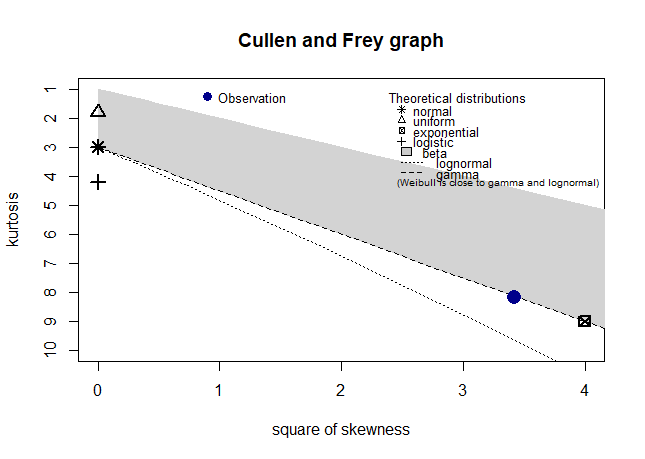 Cullen and Frey graph
Observation
Theoretical distributions
normal
uniform
exponential
logistic
beta
lognormal
gamma
(Weibull is close to gamma and lognormal)
kurtosis
1
2
3
4
5
6
7
8
9
10
0
1
2
3
4
square of skewness